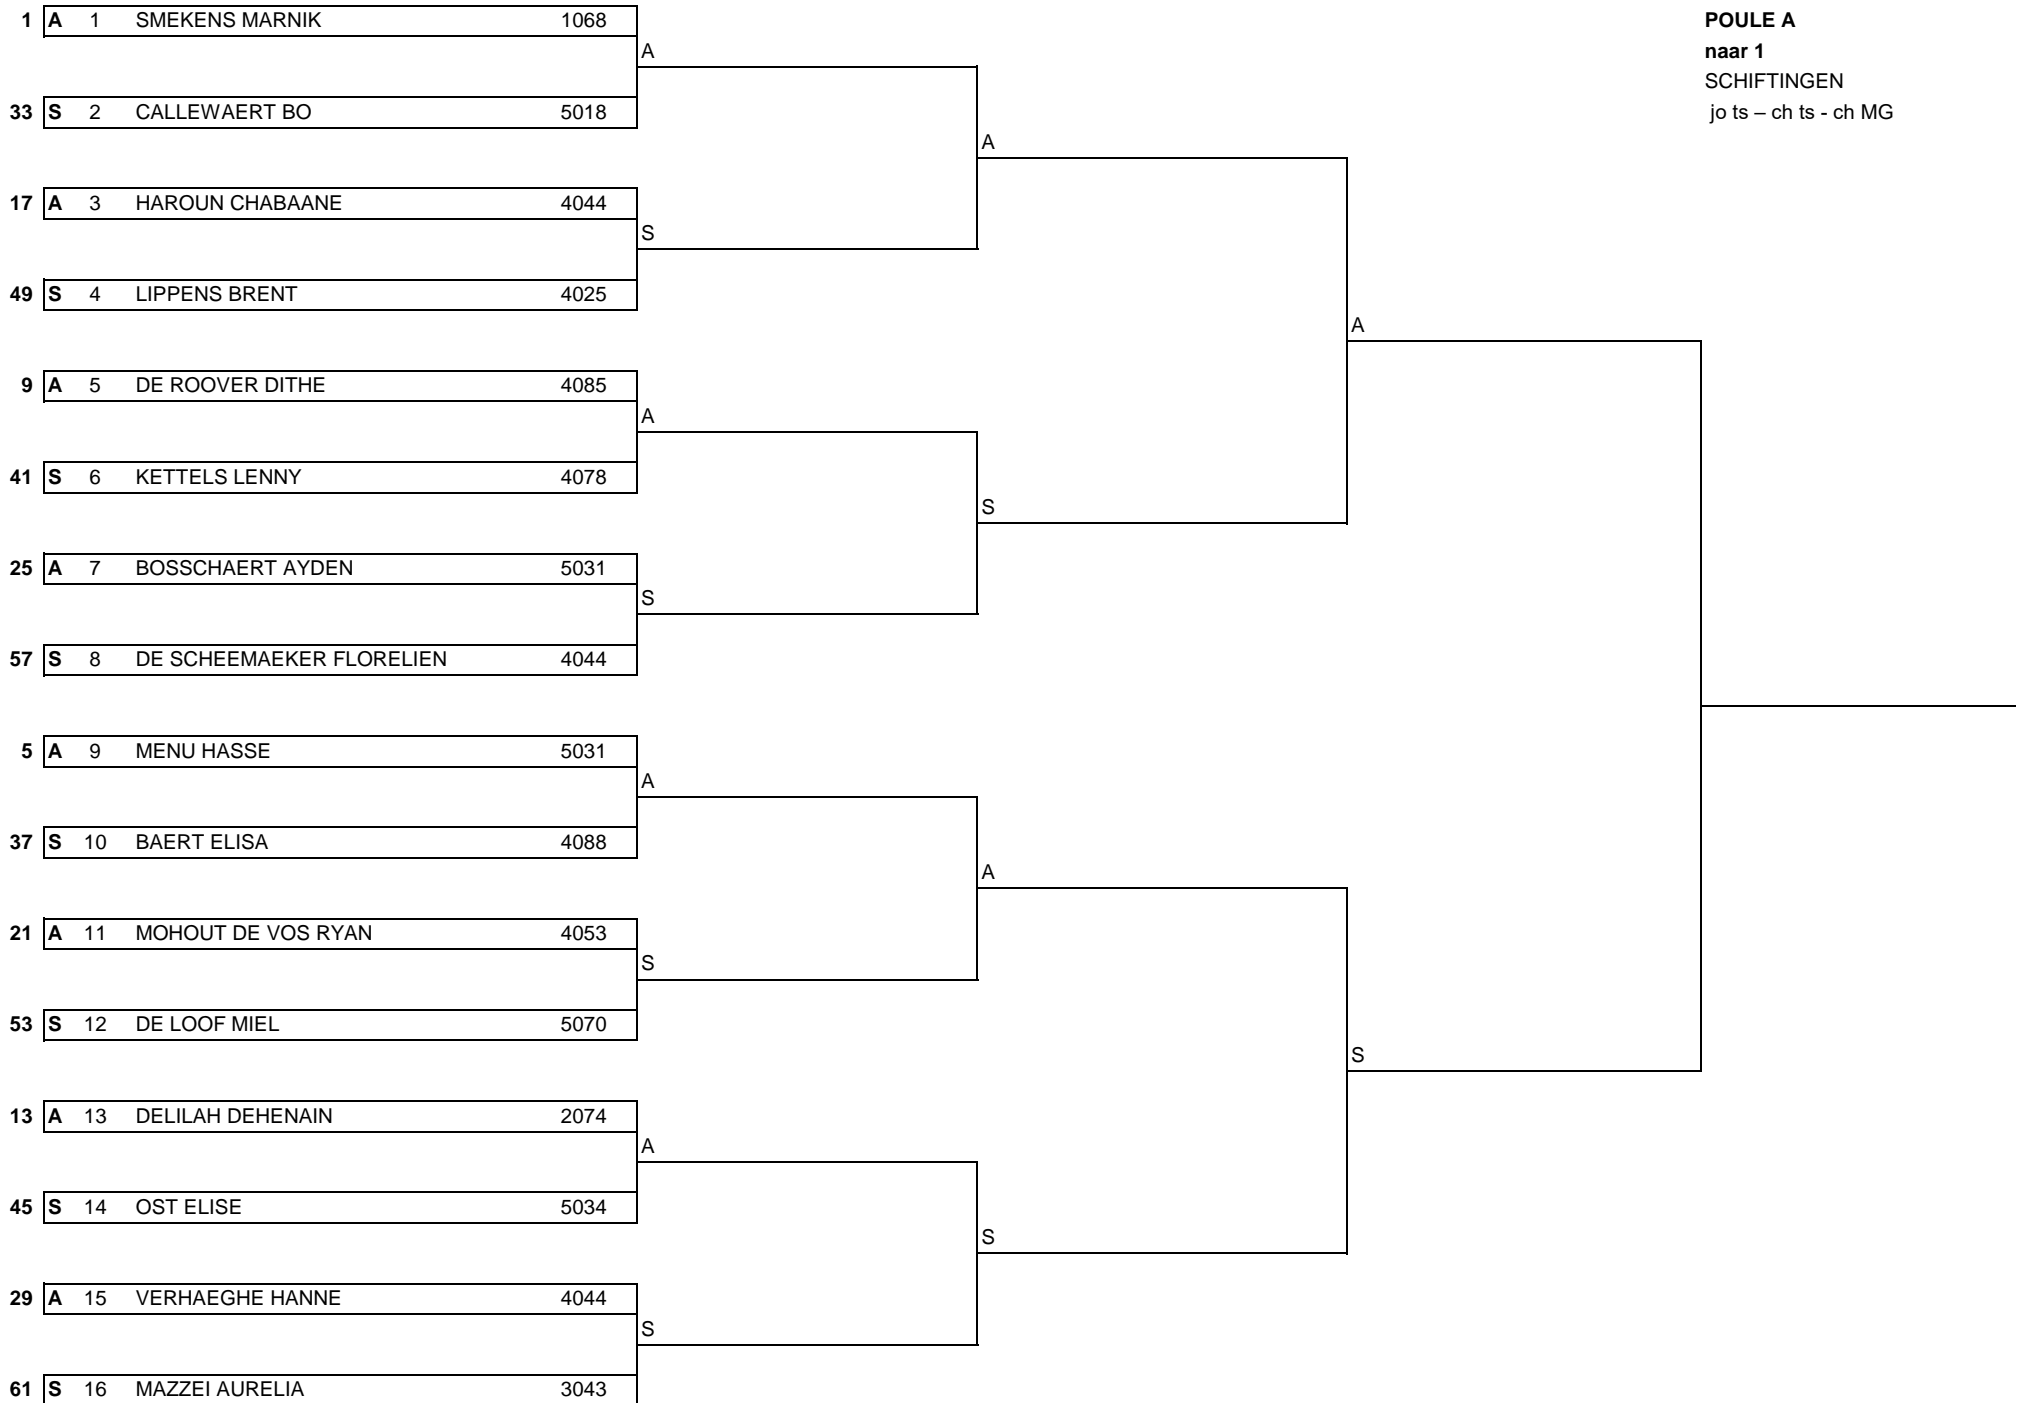 1 A 1 SMEKENS MARNIK 1068 POULE A
A naar 1
SCHIFTINGEN
33 S 2 CALLEWAERT BO 5018 jo ts – ch ts - ch MG
A
17 A 3 HAROUN CHABAANE 4044
S
49 S 4 LIPPENS BRENT 4025
A
9 A 5 DE ROOVER DITHE 4085
A
41 S 6 KETTELS LENNY 4078
S
25 A 7 BOSSCHAERT AYDEN 5031
S
57 S 8 DE SCHEEMAEKER FLORELIEN 4044
5 A 9 MENU HASSE 5031
A
37 S 10 BAERT ELISA 4088
A
21 A 11 MOHOUT DE VOS RYAN 4053
S
53 S 12 DE LOOF MIEL 5070
S
13 A 13 DELILAH DEHENAIN 2074
A
45 S 14 OST ELISE 5034
S
29 A 15 VERHAEGHE HANNE 4044
S
61 S 16 MAZZEI AURELIA 3043